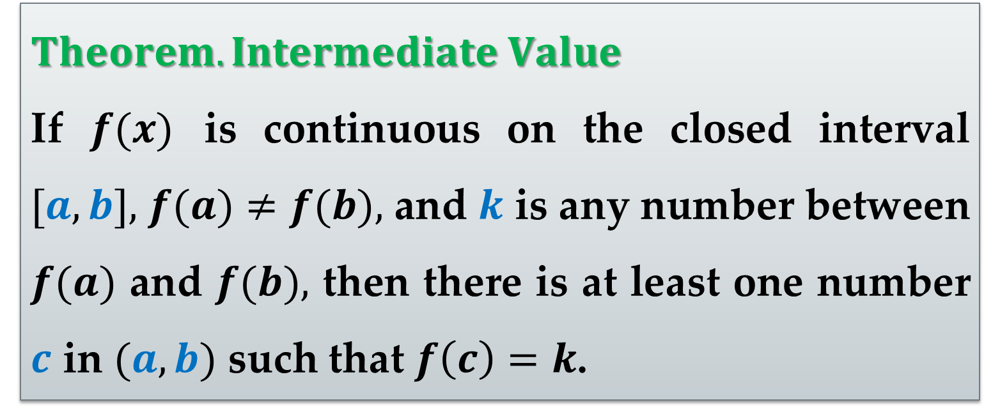 Theorem. Intermediate Value
If f(x) is continuous on the closed interval
[a, b], f(a) ≠ f(b), and k is any number between
f(a) and f(b), then there is at least one number
c in (a, b) such that f(c) = k.